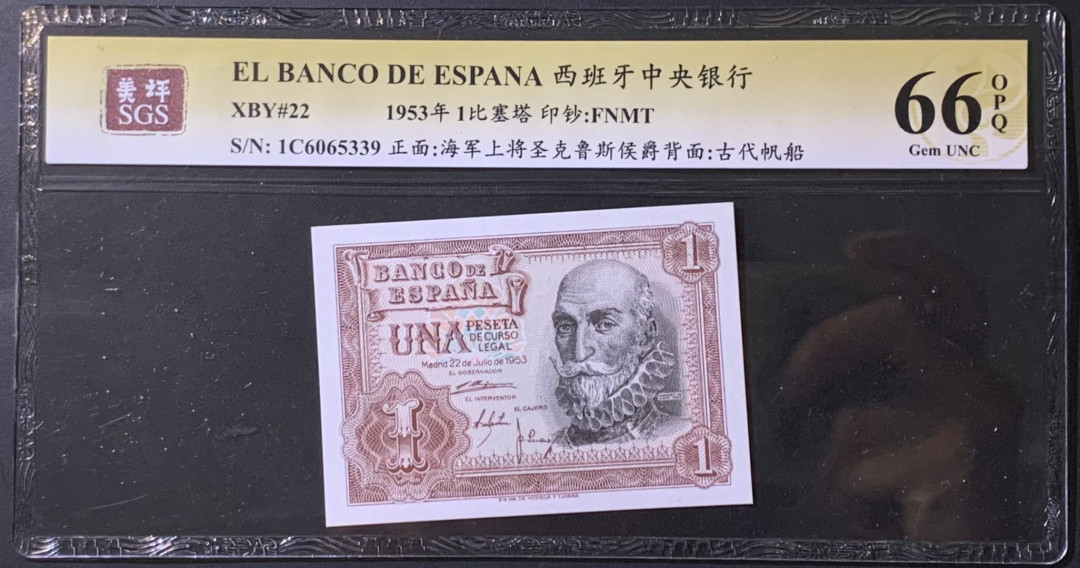 美评
SGS
EL BANCO DE ESPANA 西班牙中央银行
XBY#22 1953年 1比塞塔 印钞:FNMT
S/N: 1C6065339 正面:海军上将圣克鲁斯侯爵背面:古代帆船
66
OPQ
Gem UNC
BANCO DE
ESPAÑA
UNA PESETA
DE CURSO
LEGAL
Madrid 22 de Julio de 1953
EL GOBERNADOR
EL INTERVENTOR
EL CAJERO
1
1
1